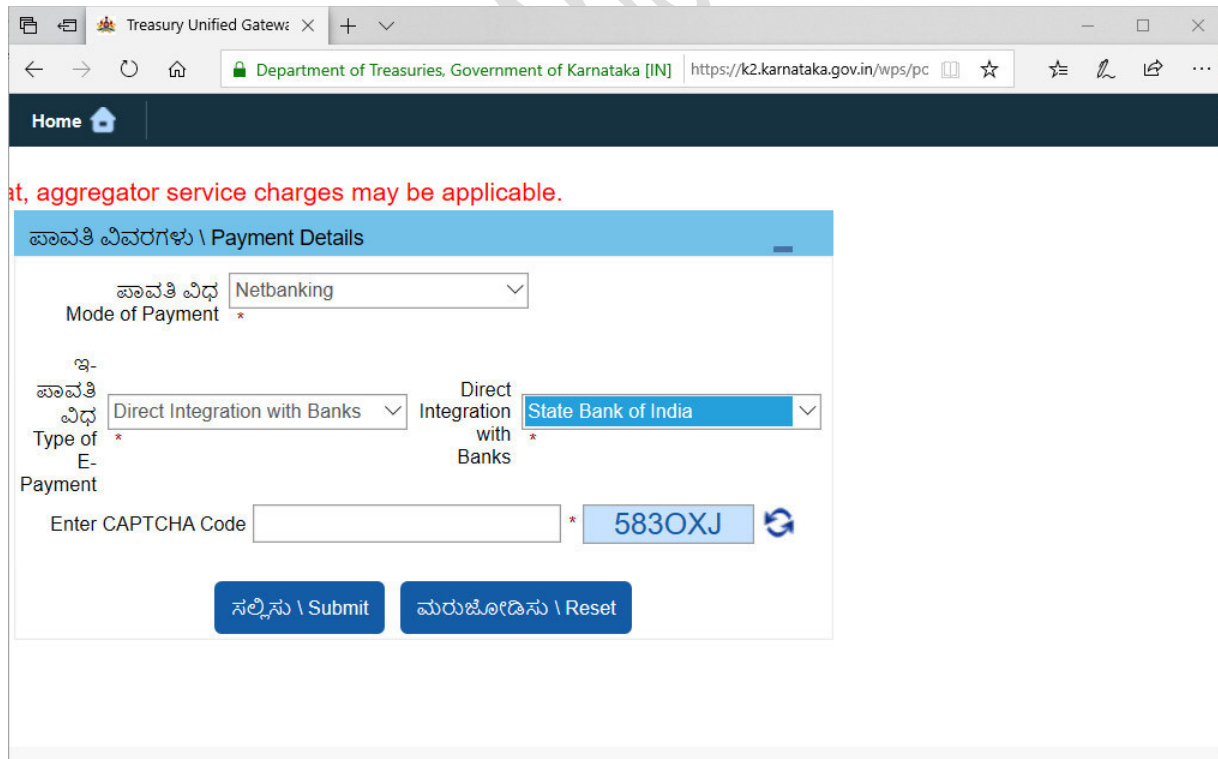 Treasury Unified Gatewa
Department of Treasuries, Government of Karnataka [IN] https://k2.karnataka.gov.in/wps/pc
Home
at, aggregator service charges may be applicable.
ಪಾವತಿ ವಿವರಗಳು \ Payment Details
ಪಾವತಿ ವಿಧ
Mode of Payment
Netbanking
*
ಇ-
ಪಾವತಿ
ವಿಧ
Type of
E-
Payment
Direct Integration with Banks
*
Direct
Integration
with
Banks
State Bank of India
*
Enter CAPTCHA Code * 583OXJ
ಸಲ್ಲಿಸು \ Submit ಮರುಜೋಡಿಸು \ Reset